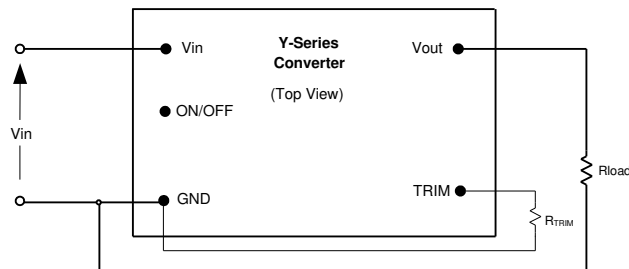 Y-Series
Converter
(Top View)
Vin
Vout
ON/OFF
Vin
Rload
GND
TRIM
RTRIM